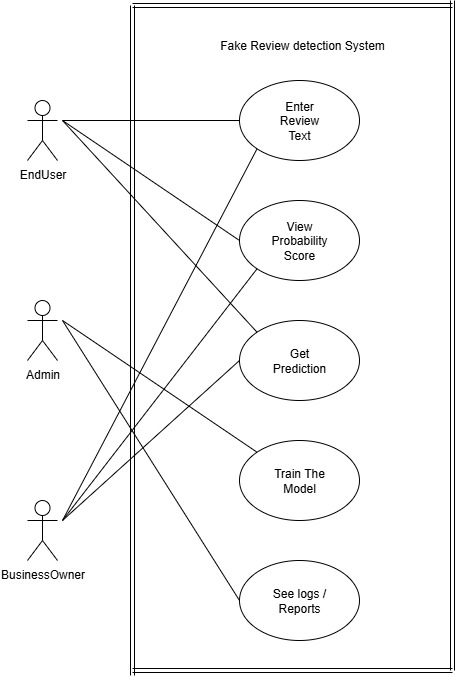 Fake Review detection System
Enter
Review
Text
EndUser
View
Probability
Score
Get
Prediction
Admin
Train The
Model
BusinessOwner
See logs /
Reports